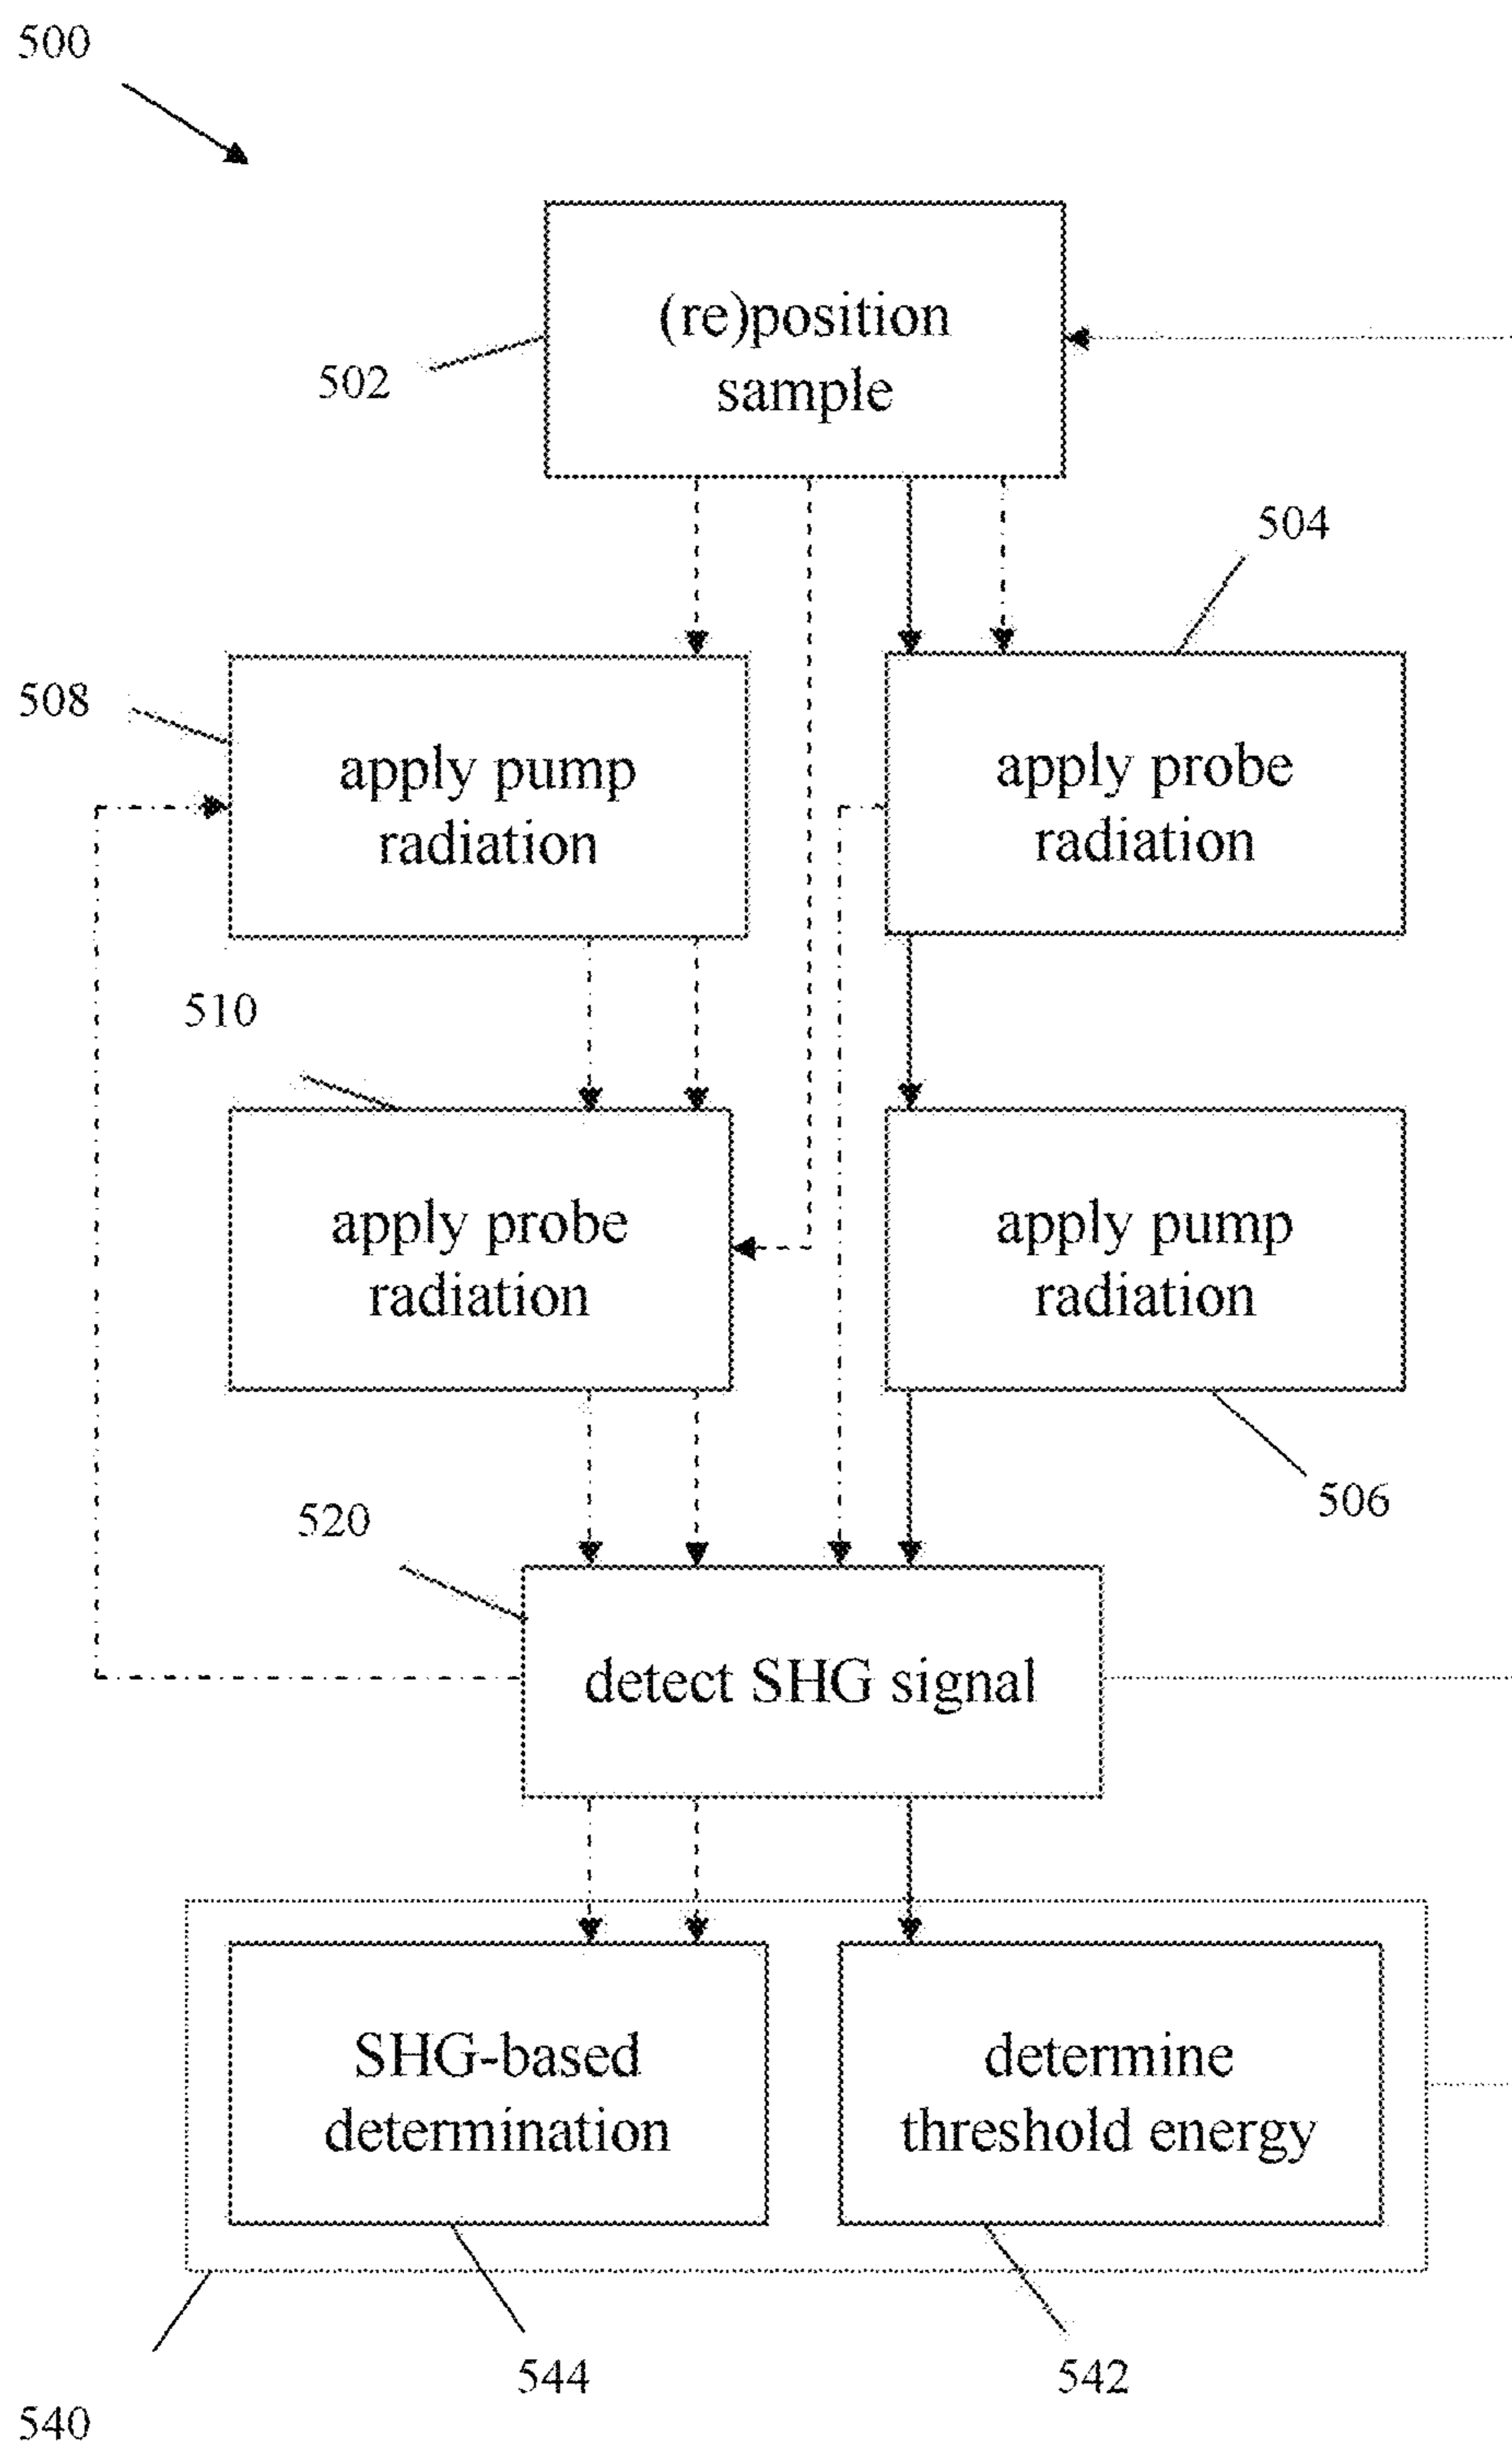 500
(re)position
sample
502
504
508
apply pump
radiation
apply probe
radiation
510
apply probe
radiation
apply pump
radiation
506
520
detect SHG signal
SHG-based
determination
determine
threshold energy
544
542
540